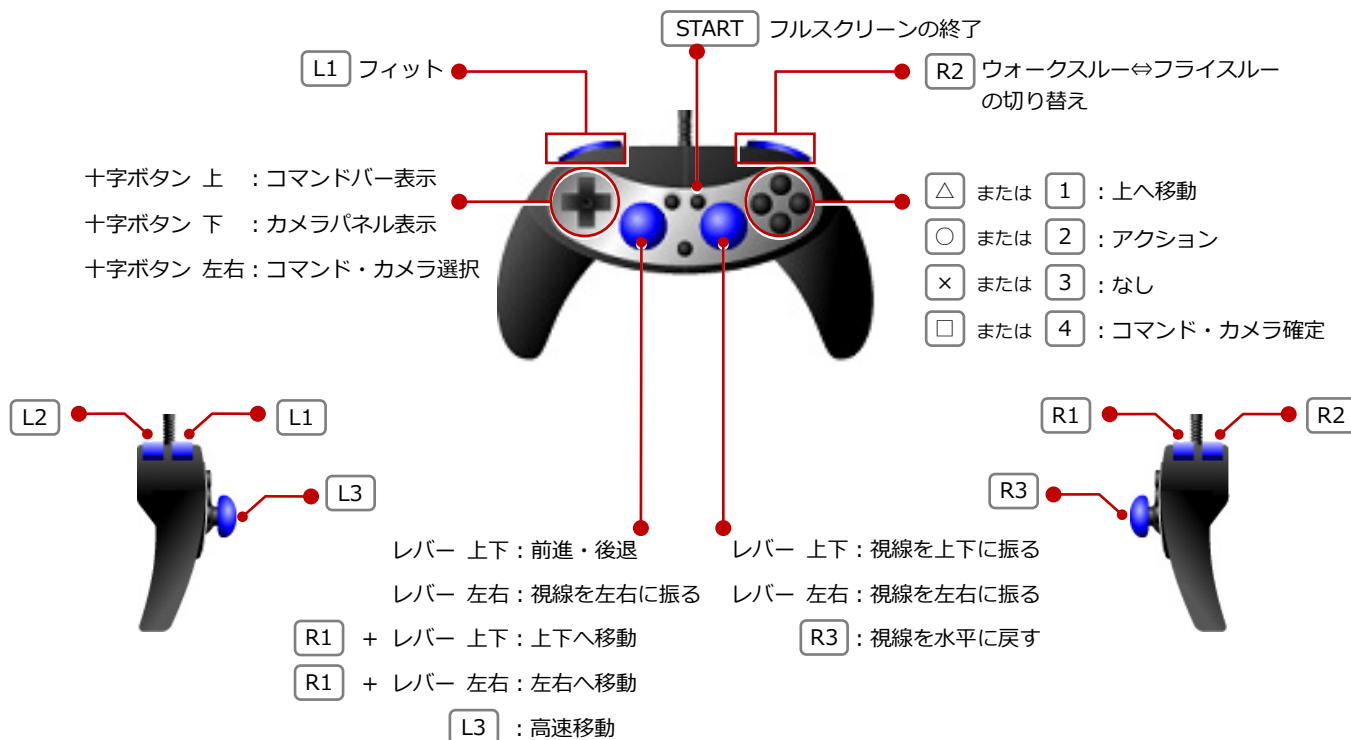 START フルスクリーンの終了
L1 フィット
R2 ウォークスルー⇔フライスルー
の切り替え
十字ボタン 上 :コマンドバー表示
十字ボタン 下 :カメラパネル表示
十字ボタン 左右:コマンド・カメラ選択
△ または 1 :上へ移動
○ または 2 :アクション
× または 3 :なし
□ または 4 :コマンド・カメラ確定
L2 L1
L3
R1 R2
R3
レバー 上下:前進・後退
レバー 左右:視線を左右に振る
R1 + レバー 上下:上下へ移動
R1 + レバー 左右:左右へ移動
L3 :高速移動
レバー 上下:視線を上下に振る
レバー 左右:視線を左右に振る
R3 :視線を水平に戻す